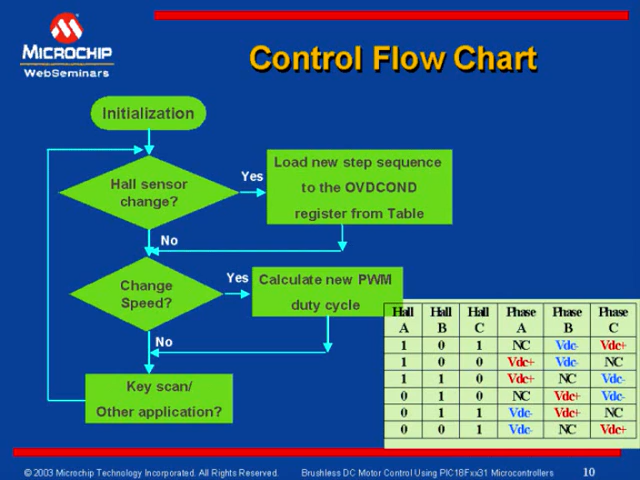 MICROCHIP
WebSeminars
Control Flow Chart
Initialization
Hall sensor
change?
Yes
Load new step sequence
to the OVDCOND
register from Table
No
Change
Speed?
Yes
Calculate new PWM
duty cycle
No
Key scan/
Other application?
Hall Hall Hall Phase Phase Phase
A B C A B C
1 0 1 NC Vdc- Vdc+
1 0 0 Vdc+ Vdc- NC
1 1 0 Vdc+ NC Vdc-
0 1 0 NC Vdc+ Vdc-
0 1 1 Vdc- Vdc+ NC
0 0 1 Vdc- NC Vdc+
© 2003 Microchip Technology Incorporated. All Rights Reserved. Brushless DC Motor Control Using PIC18Fxx31 Microcontrollers 10